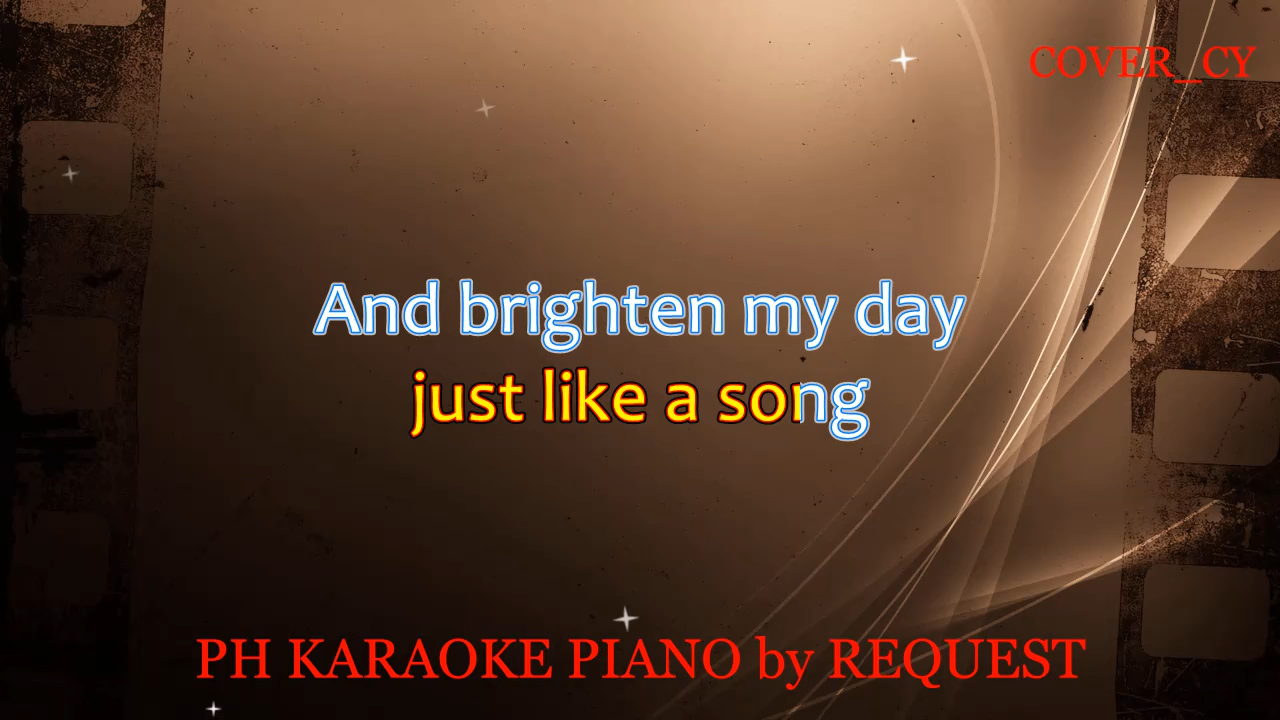 COVER_CY
And brighten my day
just like a song
PH KARAOKE PIANO by REQUEST